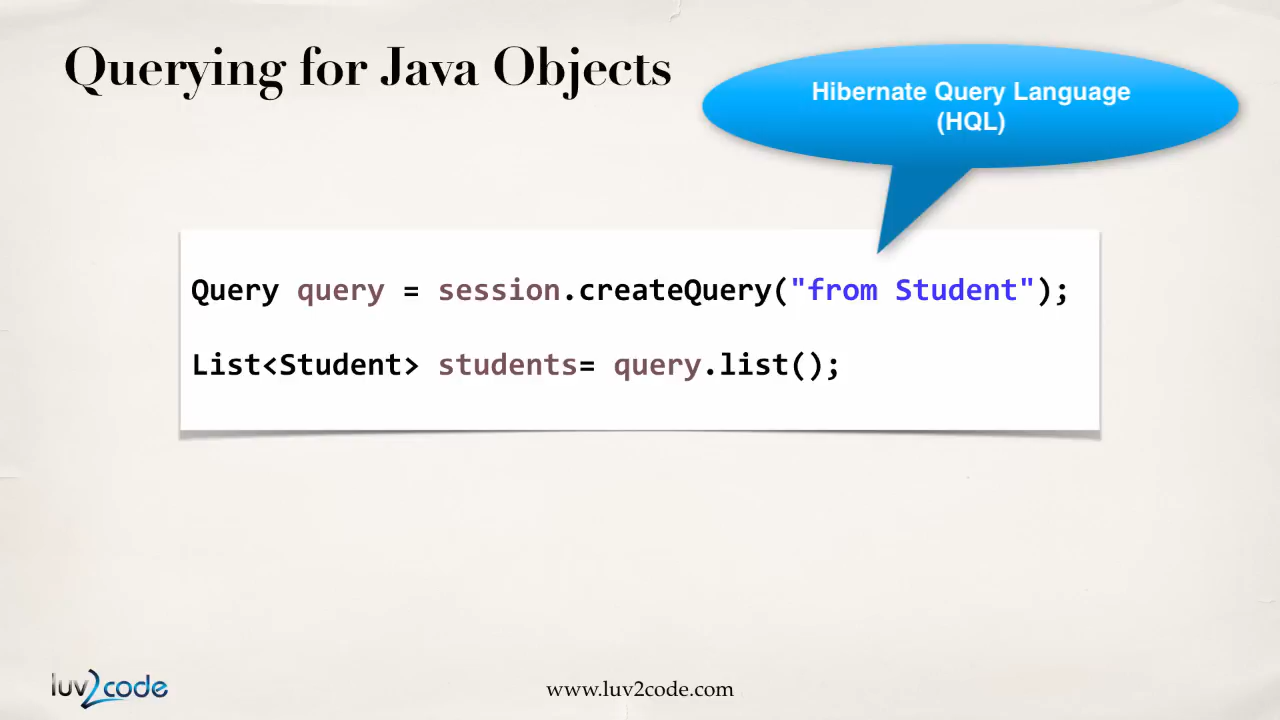 Querying for Java Objects
Hibernate Query Language
(HQL)
Query query = session.createQuery("from Student");
List<Student> students= query.list();
luv2code
www.luv2code.com